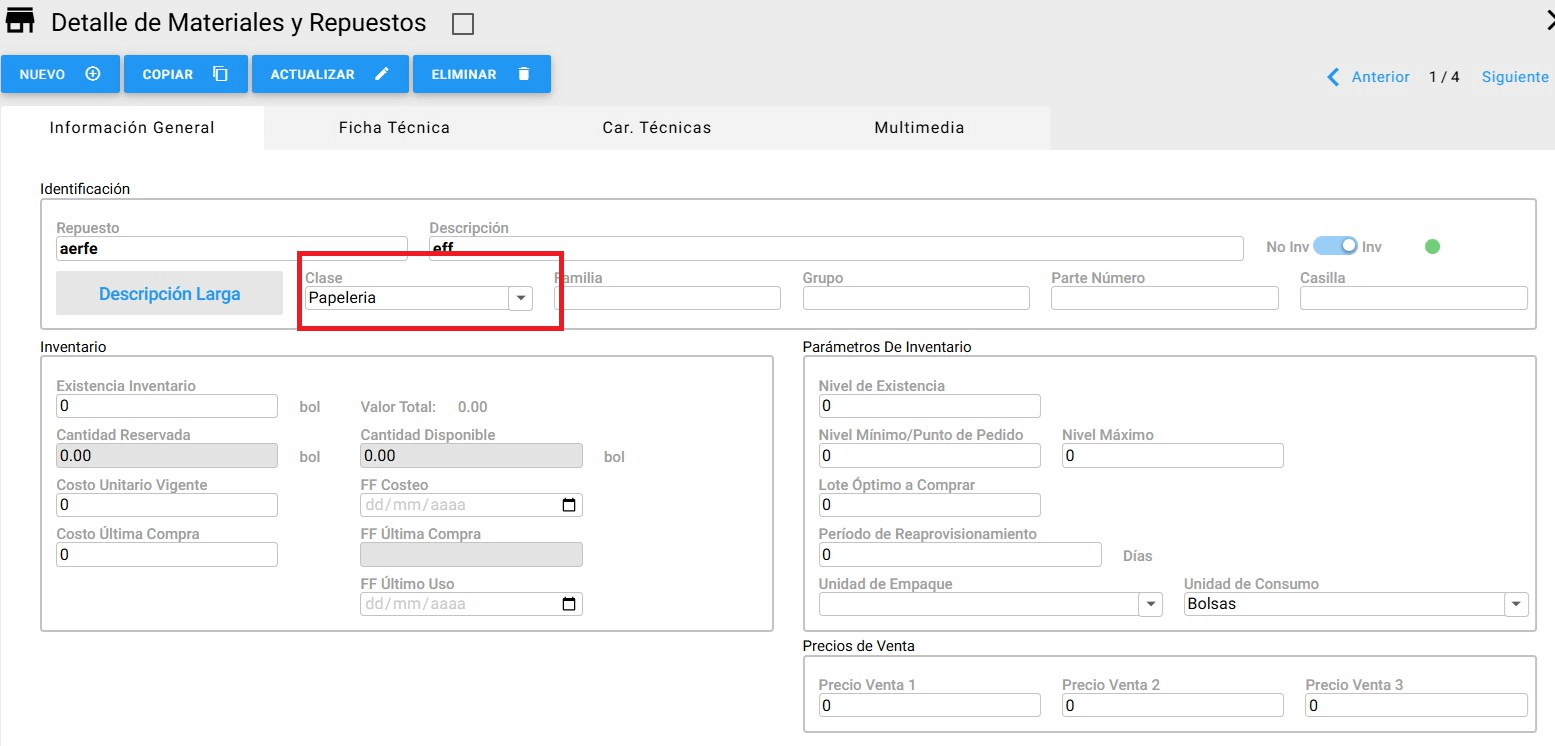 Detalle de Materiales y Repuestos
NUEVO COPIAR ACTUALIZAR ELIMINAR
Anterior 1 / 4 Siguiente
Información General Ficha Técnica Car. Técnicas Multimedia
Identificación
Repuesto Descripción
aerfe eff
No Inv Inv
Descripción Larga
Clase Familia Grupo Parte Número Casilla
Papeleria
Inventario
Existencia Inventario
0 bol Valor Total: 0.00
Cantidad Reservada Cantidad Disponible
0.00 bol 0.00 bol
Costo Unitario Vigente FF Costeo
0 dd/mm/aaaa
Costo Última Compra FF Última Compra
0
FF Último Uso
dd/mm/aaaa
Parámetros De Inventario
Nivel de Existencia
0
Nivel Mínimo/Punto de Pedido Nivel Máximo
0 0
Lote Óptimo a Comprar
0
Período de Reaprovisionamiento
0 Días
Unidad de Empaque Unidad de Consumo
Bolsas
Precios de Venta
Precio Venta 1 Precio Venta 2 Precio Venta 3
0 0 0